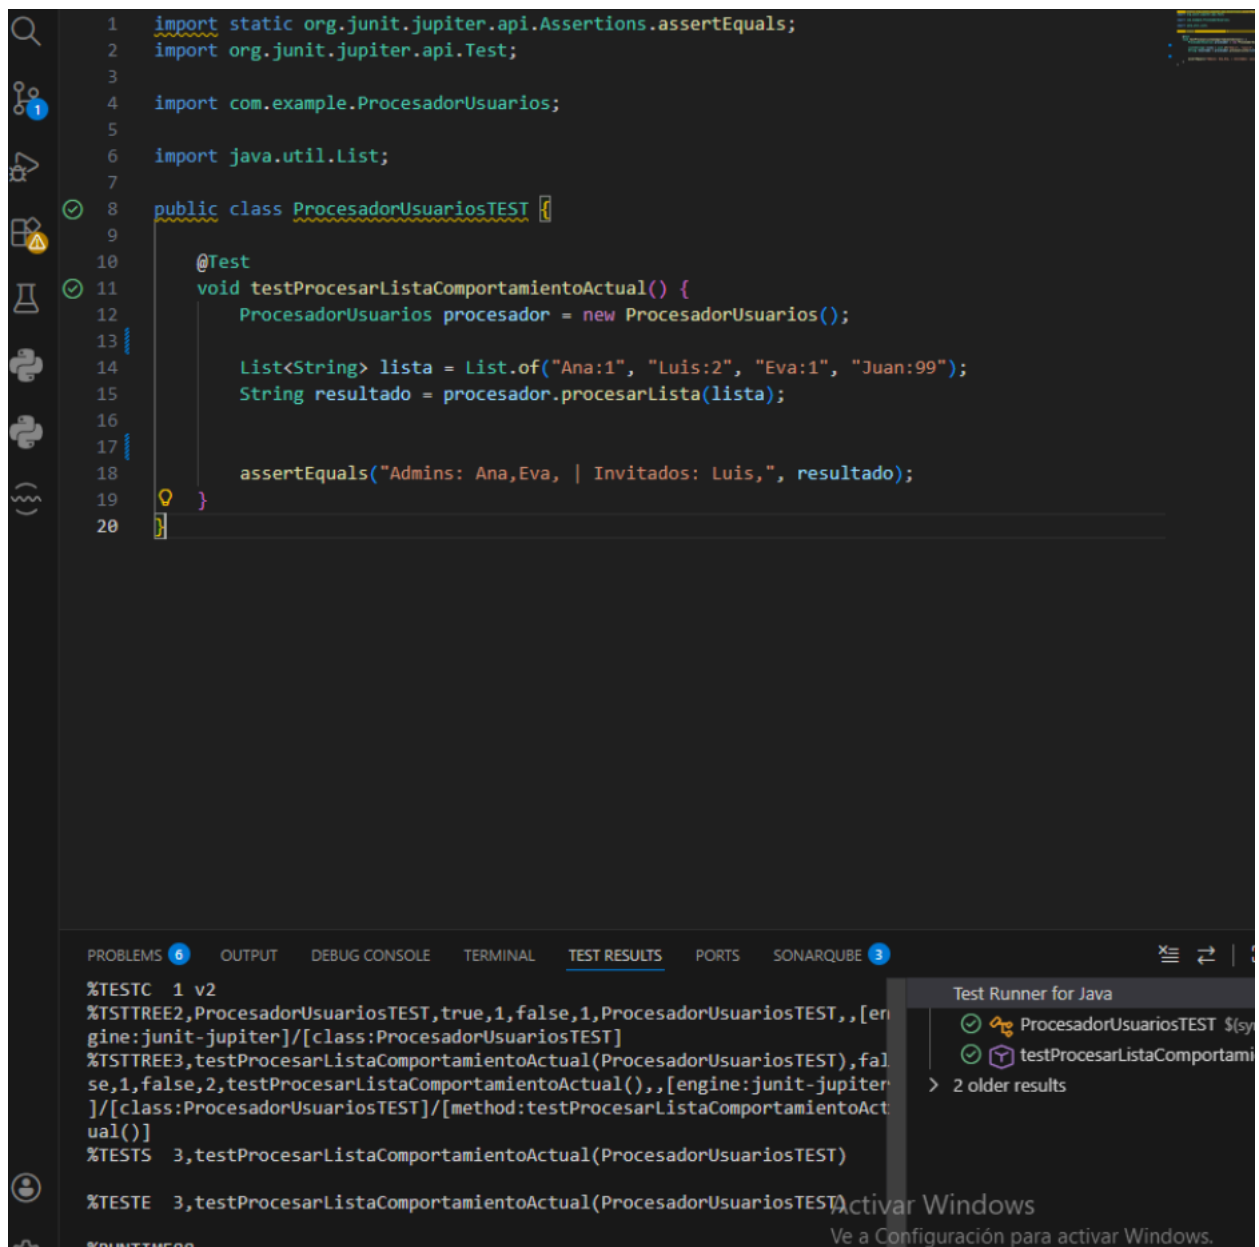 1 import static org.junit.jupiter.api.Assertions.assertEquals;
2 import org.junit.jupiter.api.Test;
3
4 import com.example.ProcesadorUsuarios;
5
6 import java.util.List;
7
8 public class ProcesadorUsuariosTEST {
9
10 @Test
11 void testProcesarListaComportamientoActual() {
12 ProcesadorUsuarios procesador = new ProcesadorUsuarios();
13
14 List<String> lista = List.of("Ana:1", "Luis:2", "Eva:1", "Juan:99");
15 String resultado = procesador.procesarLista(lista);
16
17
18 assertEquals("Admins: Ana,Eva, | Invitados: Luis,", resultado);
19 }
20 }
1
PROBLEMS 6 OUTPUT DEBUG CONSOLE TERMINAL TEST RESULTS PORTS SONARQUBE 3
%TESTC 1 v2
%TSTTREE2,ProcesadorUsuariosTEST,true,1,false,1,ProcesadorUsuariosTEST,,[en
gine:junit-jupiter]/[class:ProcesadorUsuariosTEST]
%TSTTREE3,testProcesarListaComportamientoActual(ProcesadorUsuariosTEST),fal
se,1,false,2,testProcesarListaComportamientoActual(),,[engine:junit-jupiter
]/[class:ProcesadorUsuariosTEST]/[method:testProcesarListaComportamientoAct
ual()]
%TESTS 3,testProcesarListaComportamientoActual(ProcesadorUsuariosTEST)
%TESTE 3,testProcesarListaComportamientoActual(ProcesadorUsuariosTEST)
Test Runner for Java
ProcesadorUsuariosTEST $(sy
testProcesarListaComportami
2 older results
Activar Windows
Ve a Configuración para activar Windows.